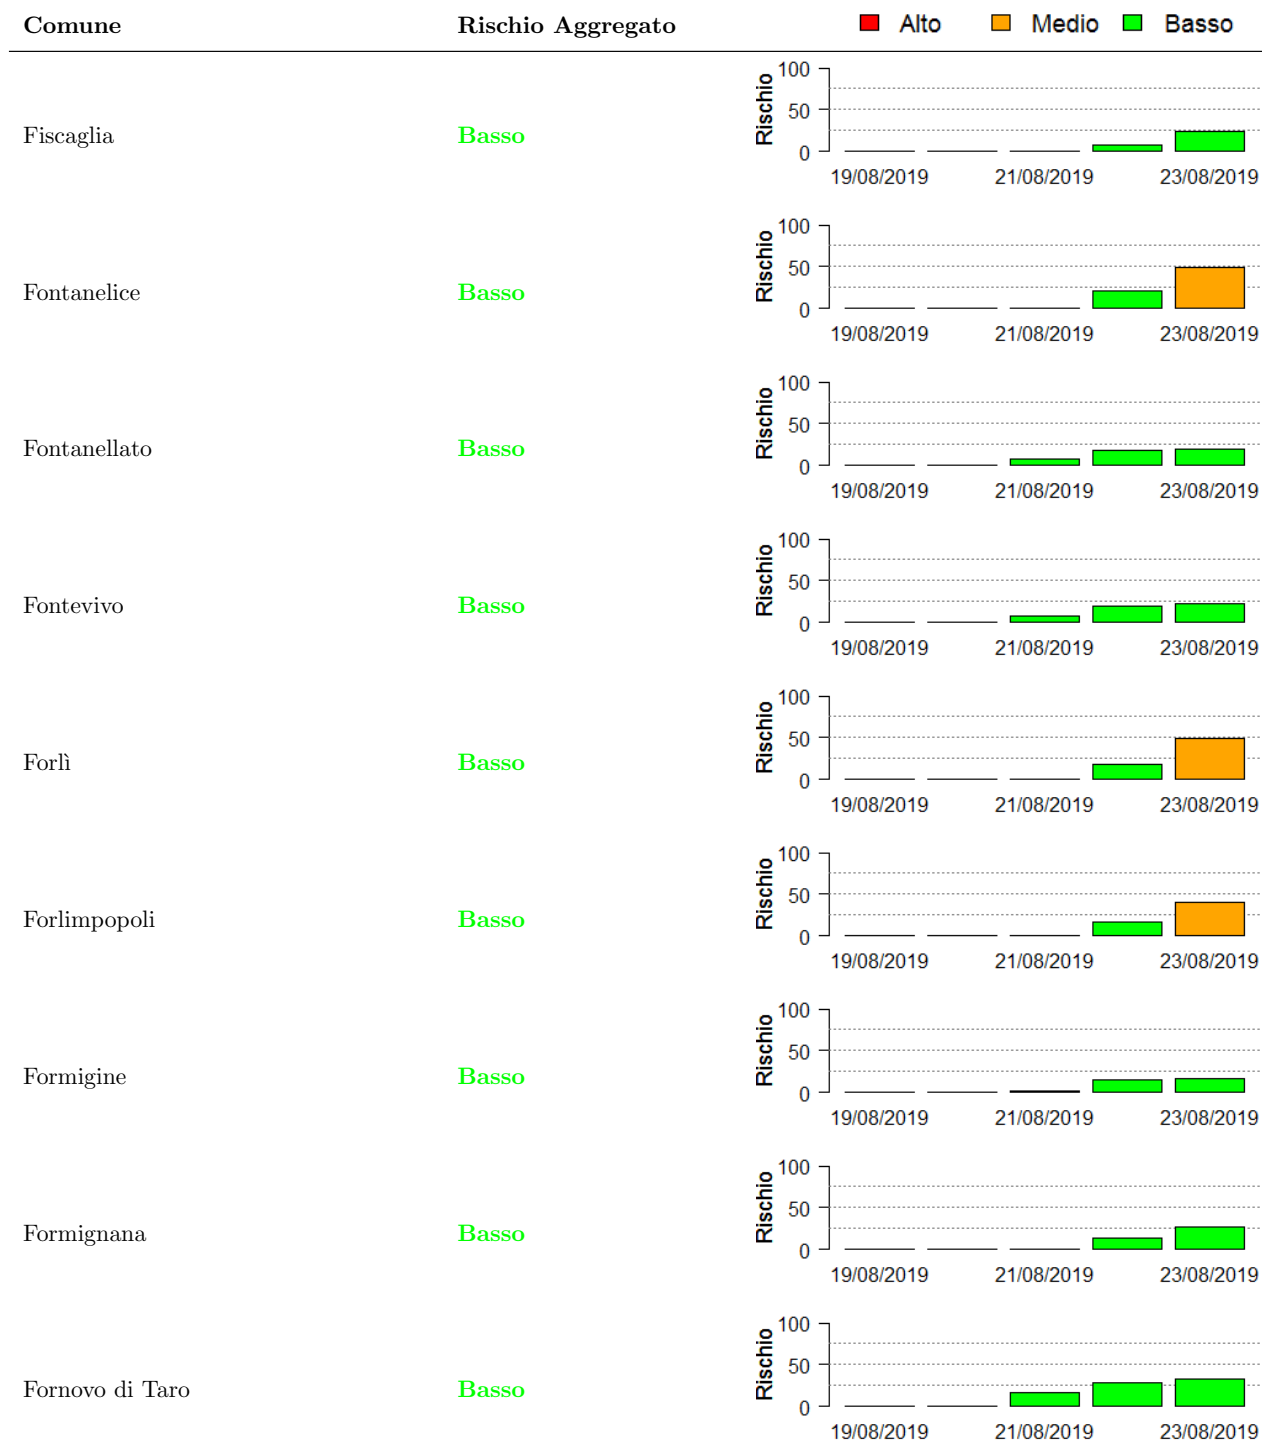 Comune Rischio Aggregato Alto Medio Basso
Fiscaglia Basso
Rischio
100
50
0
19/08/2019 21/08/2019 23/08/2019
Fontanelice Basso
Rischio
100
50
0
19/08/2019 21/08/2019 23/08/2019
Fontanellato Basso
Rischio
100
50
0
19/08/2019 21/08/2019 23/08/2019
Fontevivo Basso
Rischio
100
50
0
19/08/2019 21/08/2019 23/08/2019
Forlì Basso
Rischio
100
50
0
19/08/2019 21/08/2019 23/08/2019
Forlimpopoli Basso
Rischio
100
50
0
19/08/2019 21/08/2019 23/08/2019
Formigine Basso
Rischio
100
50
0
19/08/2019 21/08/2019 23/08/2019
Formignana Basso
Rischio
100
50
0
19/08/2019 21/08/2019 23/08/2019
Fornovo di Taro Basso
Rischio
100
50
0
19/08/2019 21/08/2019 23/08/2019